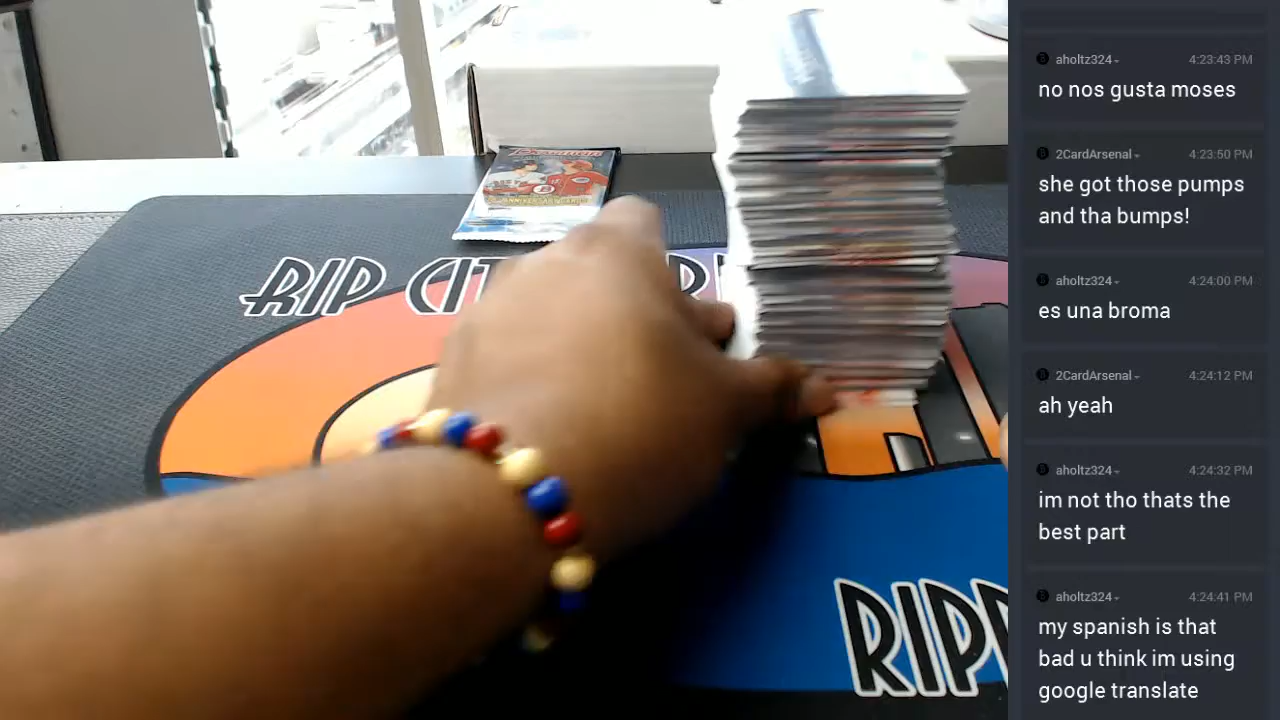 aholtz324 4:23:43 PM
no nos gusta moses
2CardArsenal 4:23:50 PM
she got those pumps
and tha bumps!
aholtz324 4:24:00 PM
es una broma
2CardArsenal 4:24:12 PM
ah yeah
aholtz324 4:24:32 PM
im not tho thats the
best part
aholtz324 4:24:41 PM
my spanish is that
bad u think im using
google translate
RIP CIT
RIPP